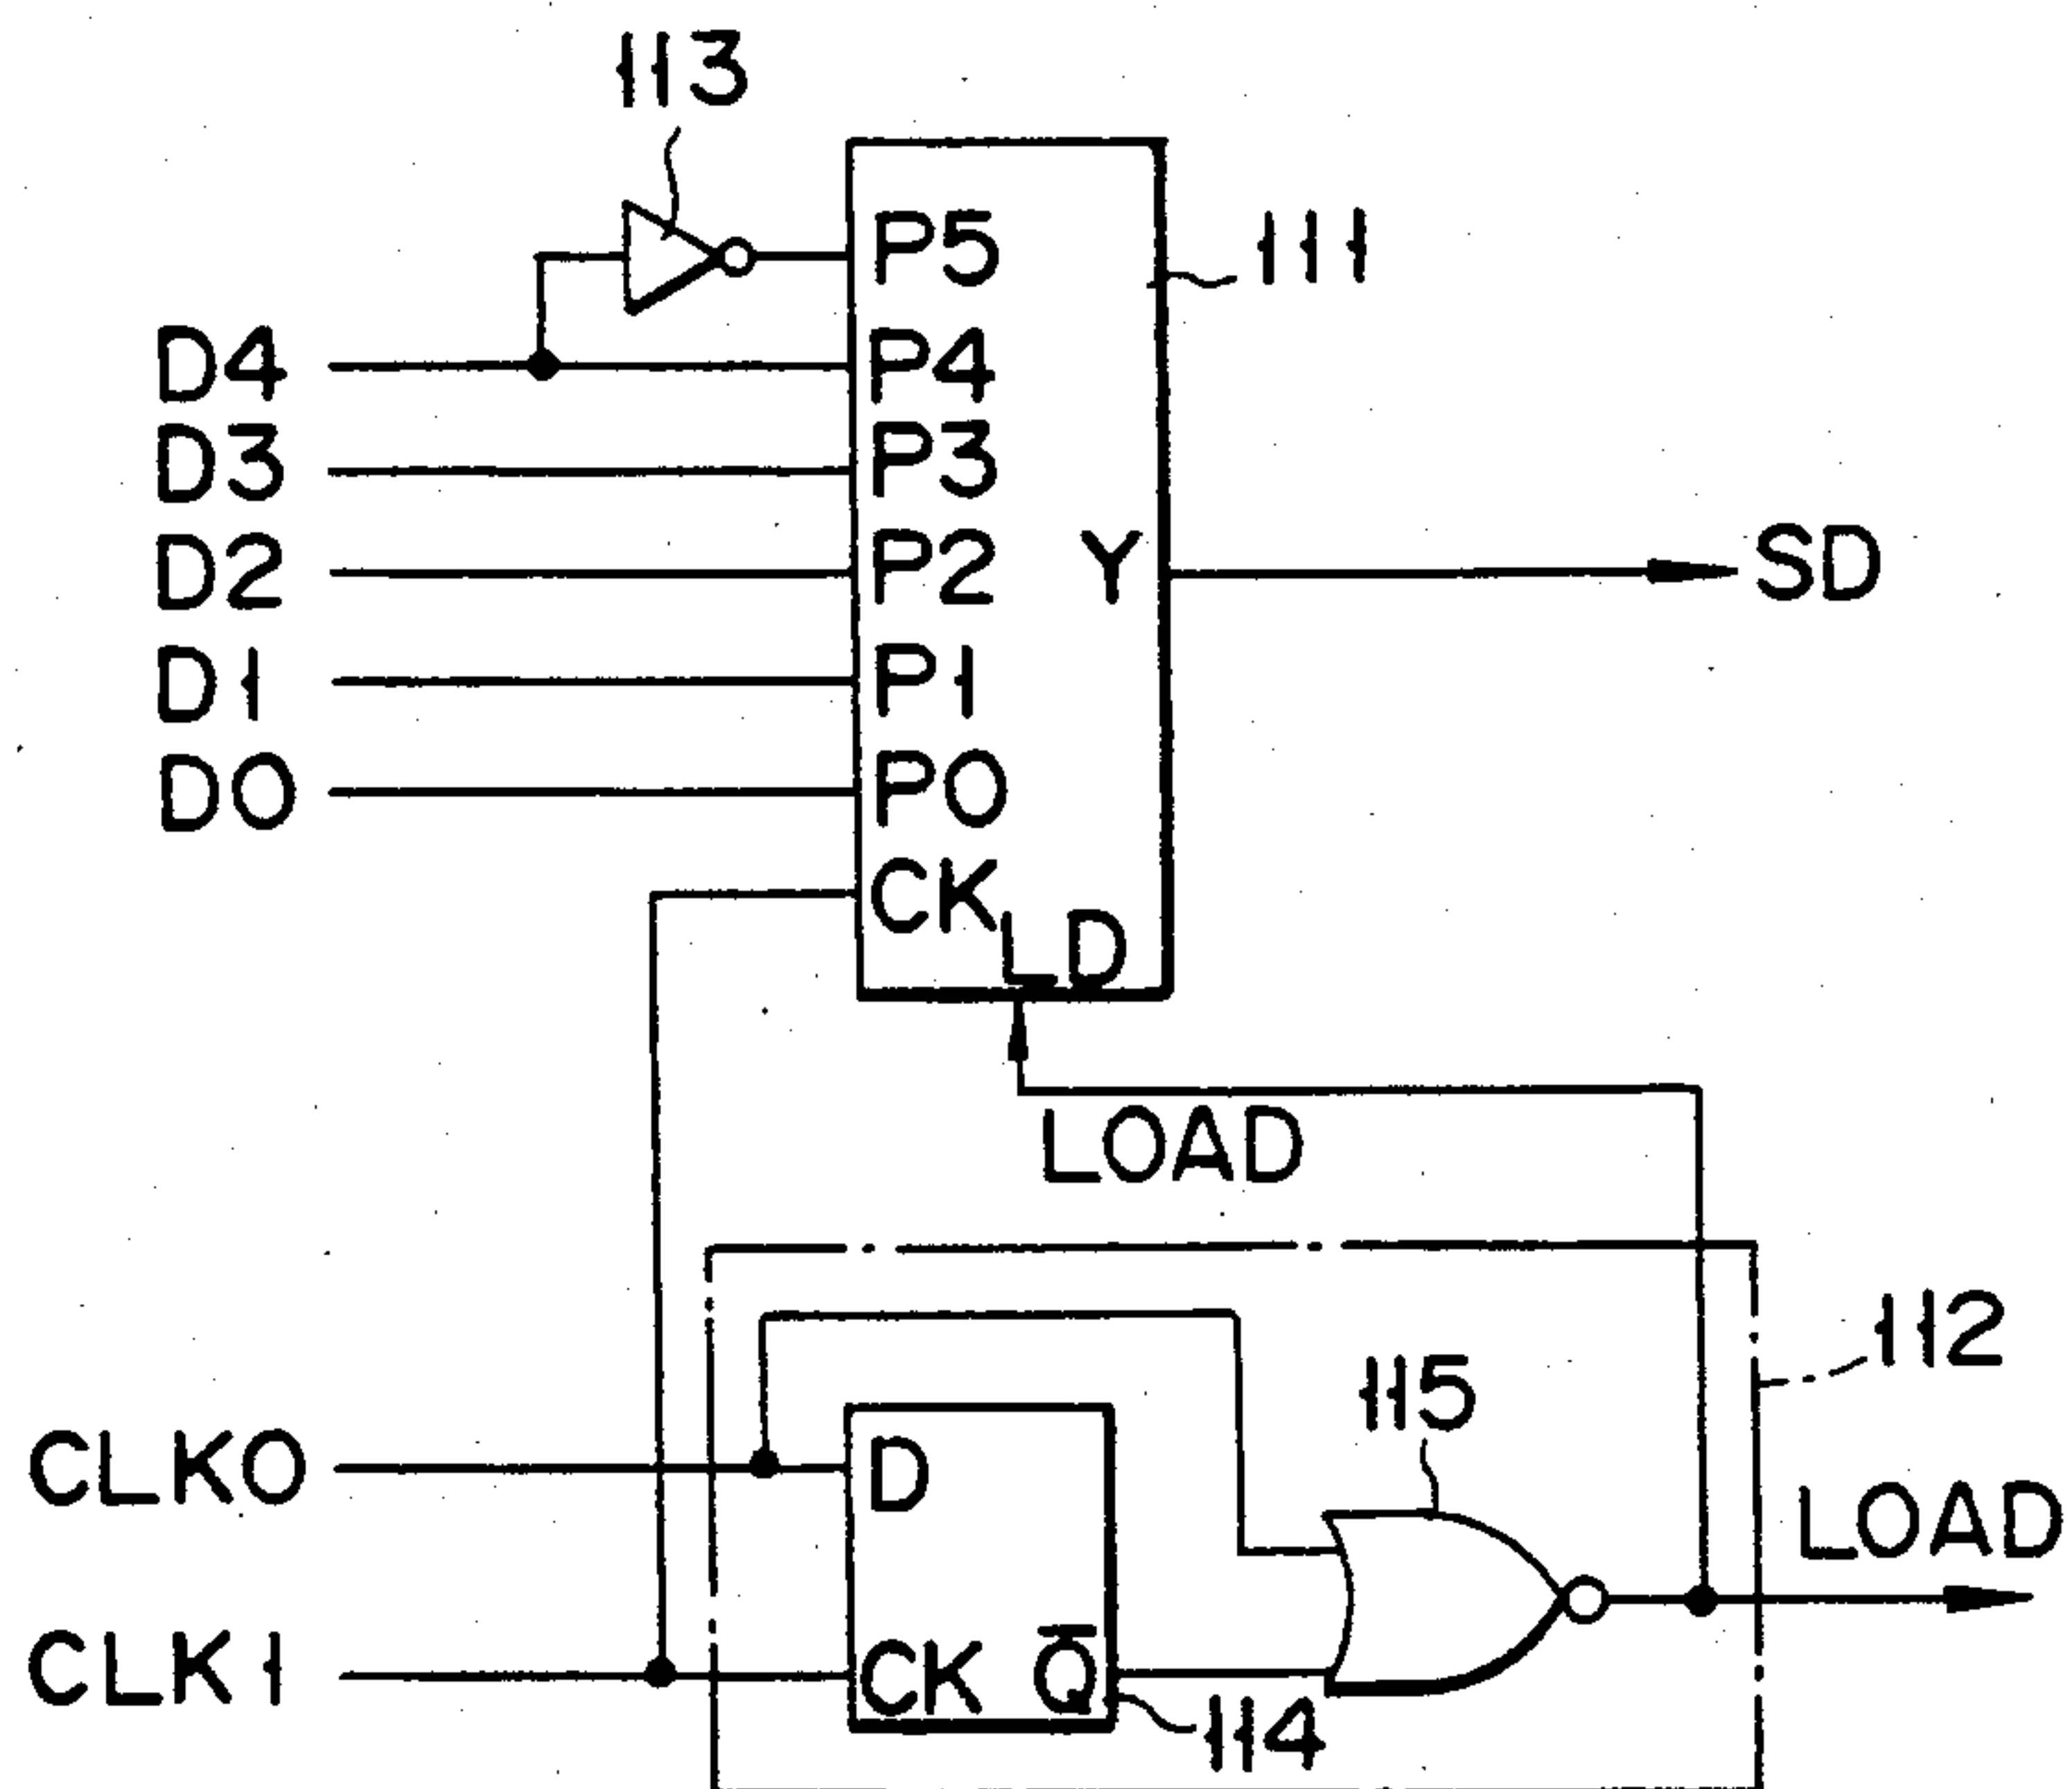 113
P5
111
D4
P4
D3
P3
D2
P2
Y
SD
D1
P1
D0
P0
CK
LD
LOAD
112
115
CLK0
D
LOAD
CLK1
CK
Q̅
114